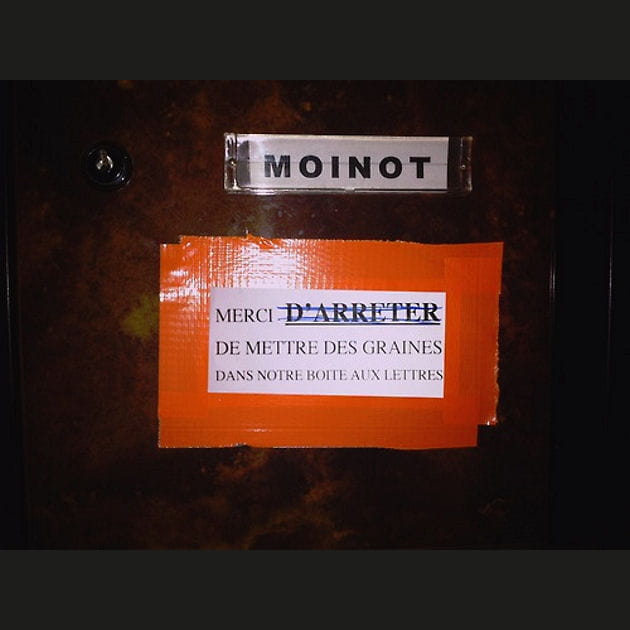 MOINOT
MERCI D'ARRETER
DE METTRE DES GRAINES
DANS NOTRE BOITE AUX LETTRES